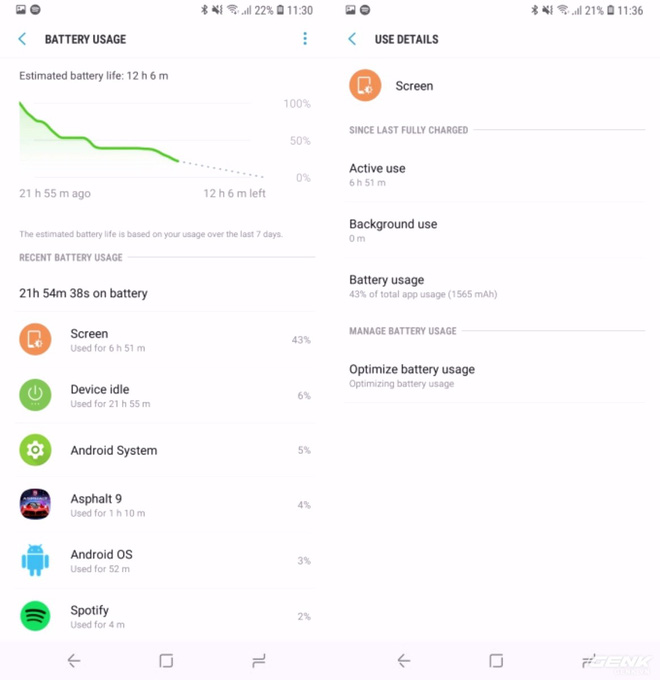 22% 11:30
BATTERY USAGE
Estimated battery life: 12 h 6 m
100%
50%
0%
21 h 55 m ago
12 h 6 m left
The estimated battery life is based on your usage over the last 7 days.
RECENT BATTERY USAGE
21h 54m 38s on battery
Screen
Used for 6 h 51 m
43%
Device idle
Used for 21 h 55 m
6%
Android System
5%
Asphalt 9
Used for 1 h 10 m
4%
Android OS
Used for 52 m
3%
Spotify
Used for 4 m
2%
21% 11:36
USE DETAILS
Screen
SINCE LAST FULLY CHARGED
Active use
6 h 51 m
Background use
0 m
Battery usage
43% of total app usage (1565 mAh)
MANAGE BATTERY USAGE
Optimize battery usage
Optimizing battery usage
GENK